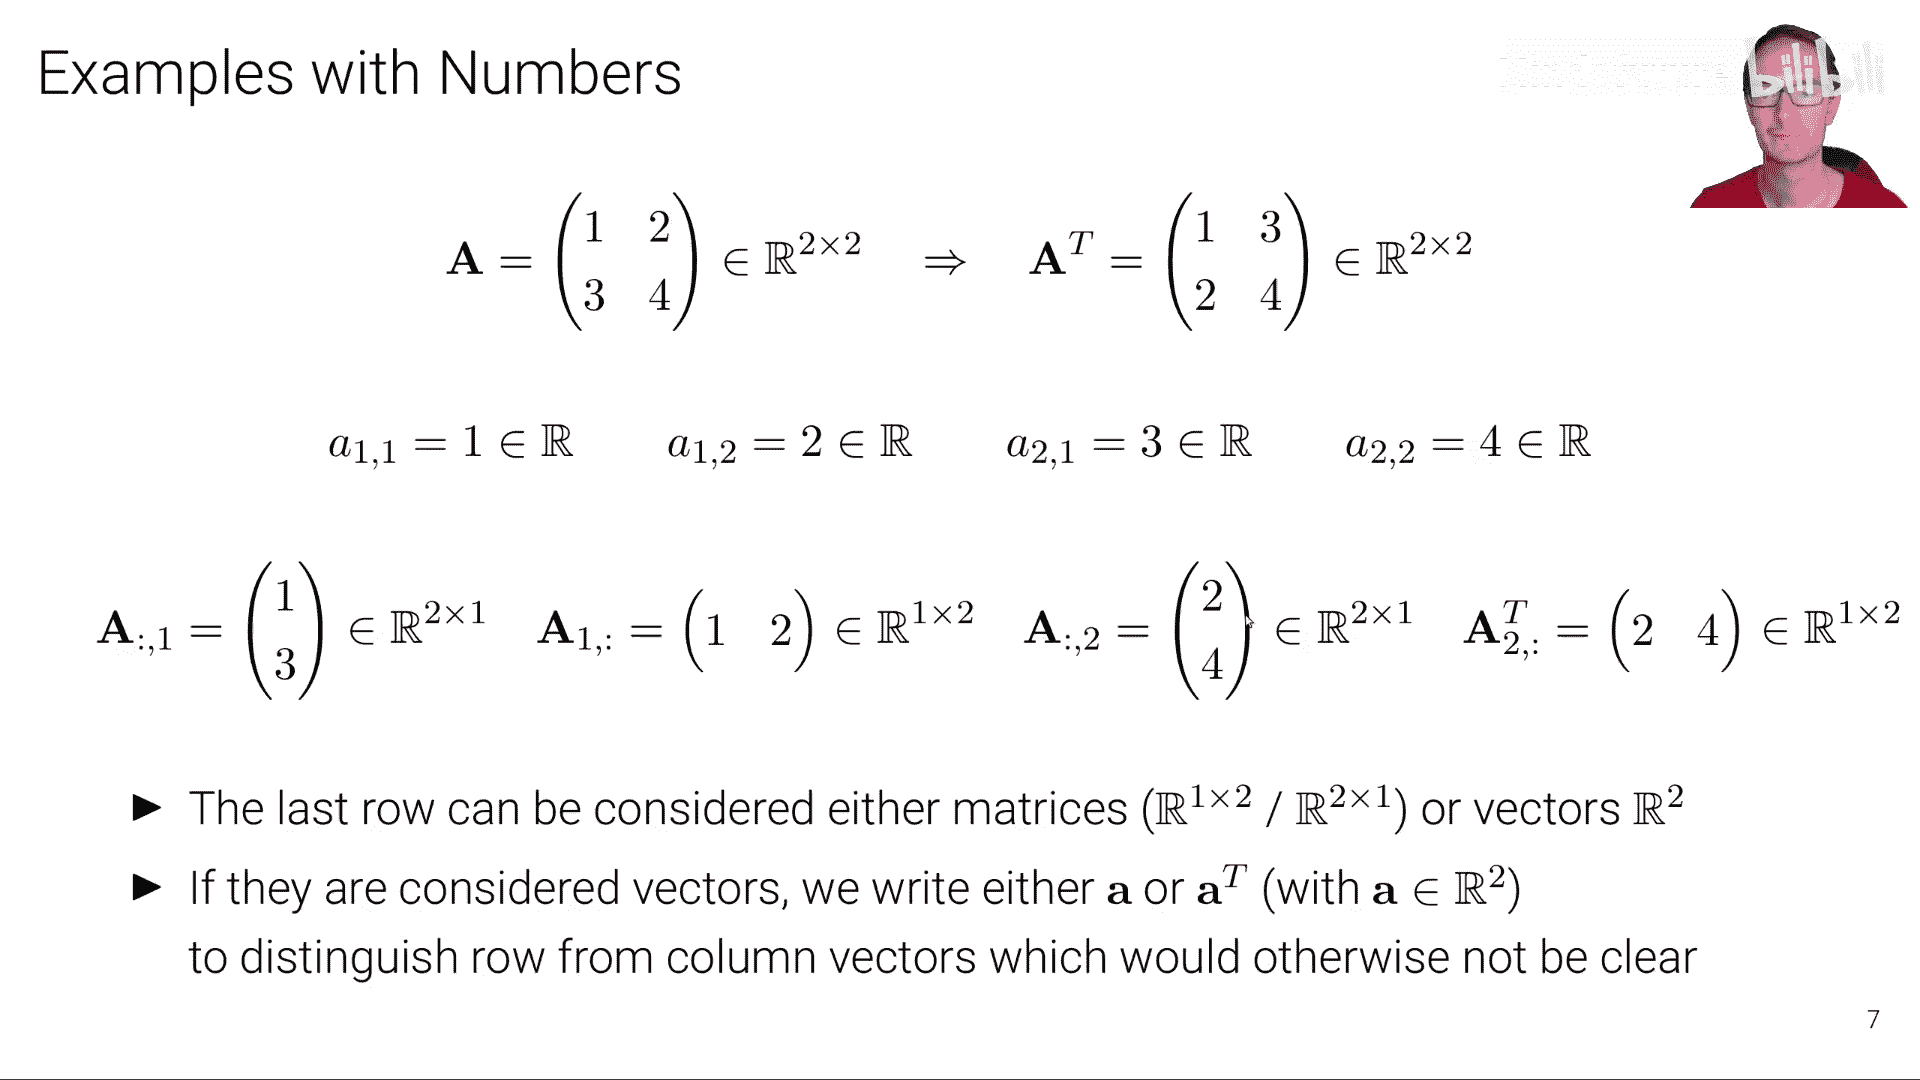 Examples with Numbers
bilibili
A = (1 2; 3 4) ∈ ℝ^{2×2} ⇒ A^T = (1 3; 2 4) ∈ ℝ^{2×2}
a_{1,1} = 1 ∈ ℝ a_{1,2} = 2 ∈ ℝ a_{2,1} = 3 ∈ ℝ a_{2,2} = 4 ∈ ℝ
A_{:,1} = (1; 3) ∈ ℝ^{2×1} A_{1,:} = (1 2) ∈ ℝ^{1×2} A_{:,2} = (2; 4) ∈ ℝ^{2×1} A^T_{2,:} = (2 4) ∈ ℝ^{1×2}
▶ The last row can be considered either matrices (ℝ^{1×2} / ℝ^{2×1}) or vectors ℝ^2
▶ If they are considered vectors, we write either a or a^T (with a ∈ ℝ^2)
to distinguish row from column vectors which would otherwise not be clear
7